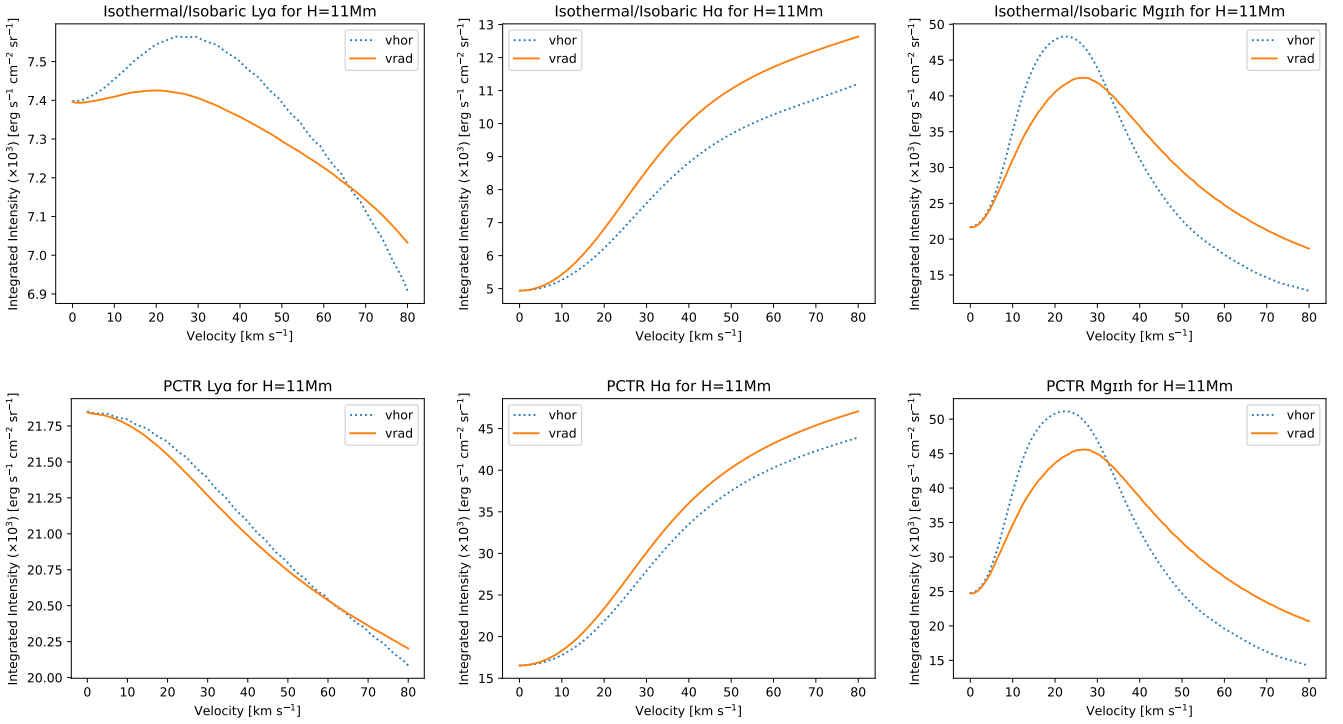 Isothermal/Isobaric Lyα for H=11Mm
Integrated Intensity (×10³) [erg s⁻¹ cm⁻² sr⁻¹]
7.5
7.4
7.3
7.2
7.1
7.0
6.9
vhor
vrad
0 10 20 30 40 50 60 70 80
Velocity [km s⁻¹]
Isothermal/Isobaric Hα for H=11Mm
Integrated Intensity (×10³) [erg s⁻¹ cm⁻² sr⁻¹]
13
12
11
10
9
8
7
6
5
vhor
vrad
0 10 20 30 40 50 60 70 80
Velocity [km s⁻¹]
Isothermal/Isobaric Mgɪɪh for H=11Mm
Integrated Intensity (×10³) [erg s⁻¹ cm⁻² sr⁻¹]
50
45
40
35
30
25
20
15
vhor
vrad
0 10 20 30 40 50 60 70 80
Velocity [km s⁻¹]
PCTR Lyα for H=11Mm
Integrated Intensity (×10³) [erg s⁻¹ cm⁻² sr⁻¹]
21.75
21.50
21.25
21.00
20.75
20.50
20.25
20.00
vhor
vrad
0 10 20 30 40 50 60 70 80
Velocity [km s⁻¹]
PCTR Hα for H=11Mm
Integrated Intensity (×10³) [erg s⁻¹ cm⁻² sr⁻¹]
45
40
35
30
25
20
15
vhor
vrad
0 10 20 30 40 50 60 70 80
Velocity [km s⁻¹]
PCTR Mgɪɪh for H=11Mm
Integrated Intensity (×10³) [erg s⁻¹ cm⁻² sr⁻¹]
50
45
40
35
30
25
20
15
vhor
vrad
0 10 20 30 40 50 60 70 80
Velocity [km s⁻¹]